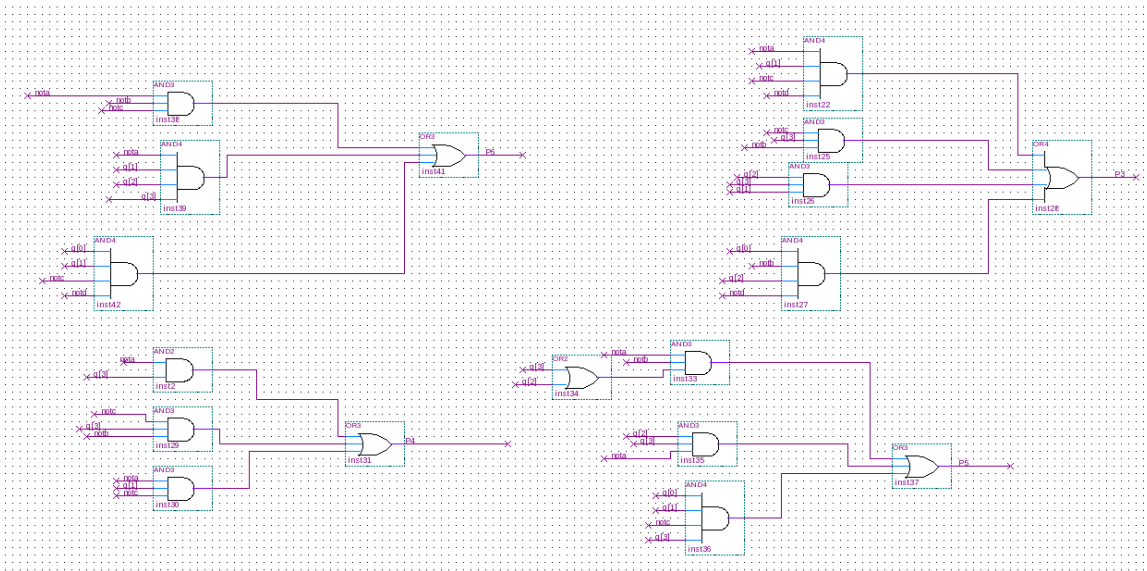 AND3
nota
notb
notc
inst38
AND4
nota
q[1]
q[2]
q[3]
inst39
AND4
q[0]
q[1]
notc
notd
inst42
OR3
P6
inst41
AND4
nota
q[1]
notc
notd
inst22
AND3
notc
q[3]
notb
inst25
AND3
q[2]
q[3]
q[1]
inst26
AND4
q[0]
notb
q[2]
notd
inst27
OR4
P3
inst28
AND2
nota
q[3]
inst2
AND3
notc
q[3]
notb
inst29
AND3
nota
q[1]
notc
inst30
OR3
P4
inst31
OR2
q[3]
q[2]
inst34
AND3
nota
notb
inst33
AND3
q[2]
q[3]
nota
inst35
AND4
q[0]
q[1]
notc
q[3]
inst36
OR3
P5
inst37